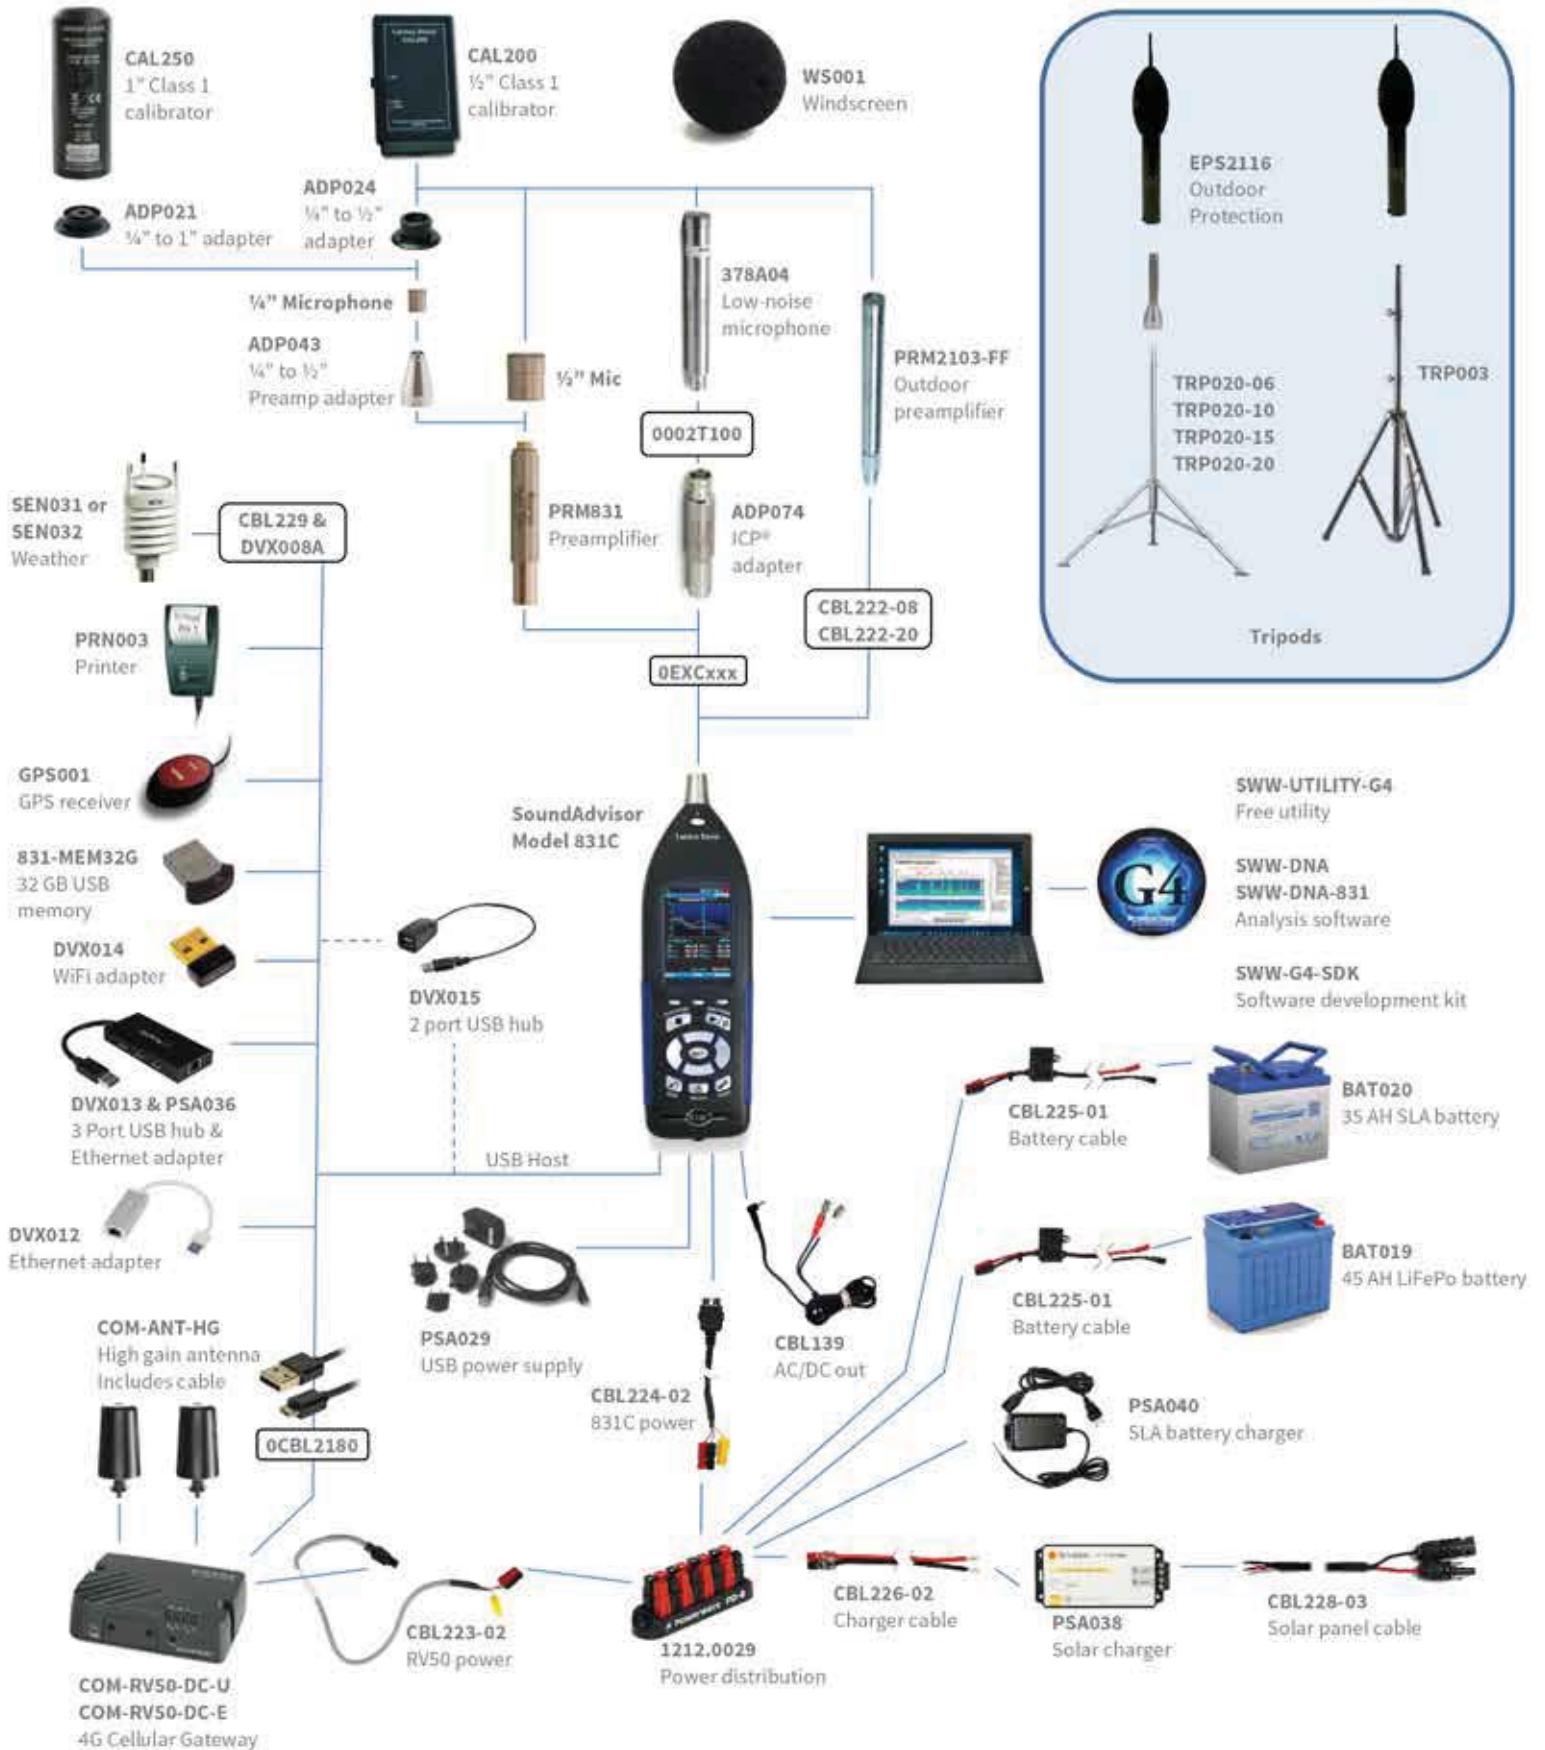 CAL250
1" Class 1
calibrator
CAL200
½" Class 1
calibrator
WS001
Windscreen
ADP021
¾" to 1" adapter
ADP024
¼" to ½"
adapter
¼" Microphone
ADP043
¼" to ½"
Preamp adapter
½" Mic
378A04
Low-noise
microphone
0002T100
PRM2103-FF
Outdoor
preamplifier
EPS2116
Outdoor
Protection
TRP020-06
TRP020-10
TRP020-15
TRP020-20
TRP003
Tripods
SEN031 or
SEN032
Weather
CBL229 &
DVX008A
PRM831
Preamplifier
ADP074
ICP®
adapter
CBL222-08
CBL222-20
0EXCxxx
PRN003
Printer
GPS001
GPS receiver
831-MEM32G
32 GB USB
memory
DVX014
WiFi adapter
DVX015
2 port USB hub
SoundAdvisor
Model 831C
G4
SWW-UTILITY-G4
Free utility
SWW-DNA
SWW-DNA-831
Analysis software
SWW-G4-SDK
Software development kit
DVX013 & PSA036
3 Port USB hub &
Ethernet adapter
USB Host
DVX012
Ethernet adapter
CBL225-01
Battery cable
BAT020
35 AH SLA battery
CBL225-01
Battery cable
BAT019
45 AH LiFePo battery
PSA029
USB power supply
CBL139
AC/DC out
CBL224-02
831C power
PSA040
SLA battery charger
COM-ANT-HG
High gain antenna
Includes cable
0CBL2180
CBL223-02
RV50 power
1212.0029
Power distribution
CBL226-02
Charger cable
PSA038
Solar charger
CBL228-03
Solar panel cable
COM-RV50-DC-U
COM-RV50-DC-E
4G Cellular Gateway